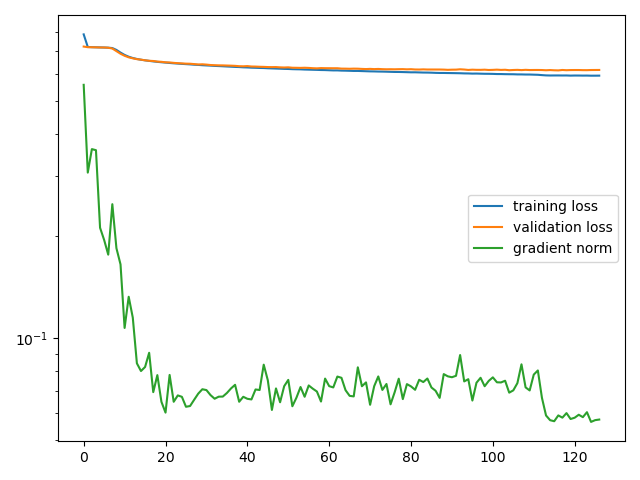 training loss
validation loss
gradient norm
10⁻¹
0 20 40 60 80 100 120